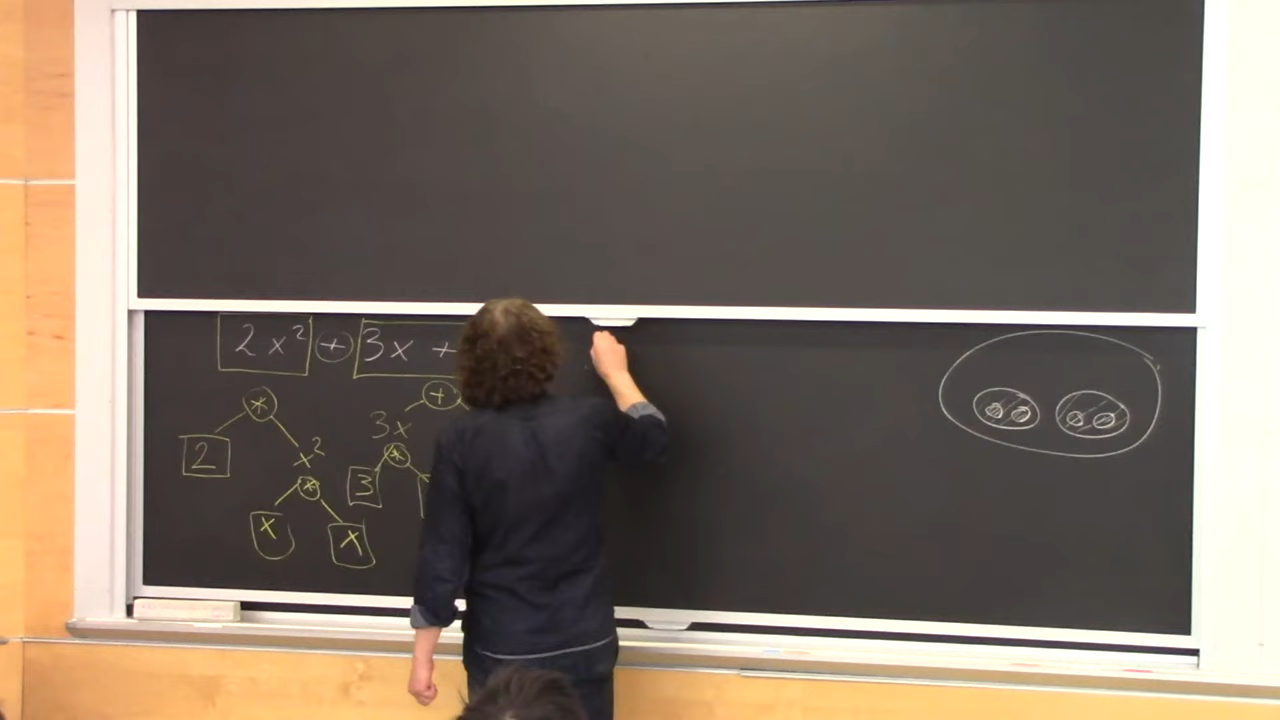 2x² + 3x +
* +
3x
2 x² * 3
*
x x